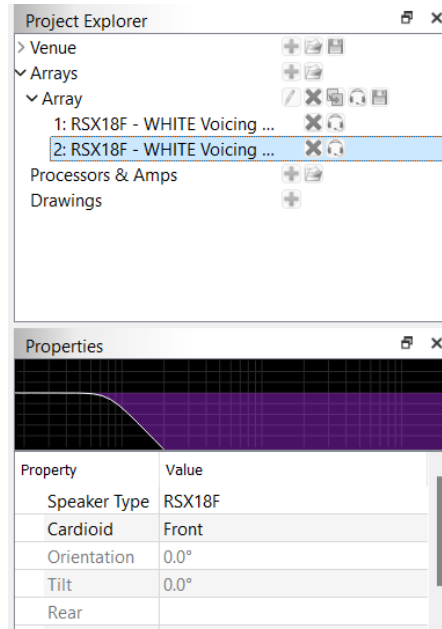 Project Explorer
Venue
Arrays
Array
1: RSX18F - WHITE Voicing ...
2: RSX18F - WHITE Voicing ...
Processors & Amps
Drawings
Properties
Property Value
Speaker Type RSX18F
Cardioid Front
Orientation 0.0°
Tilt 0.0°
Rear